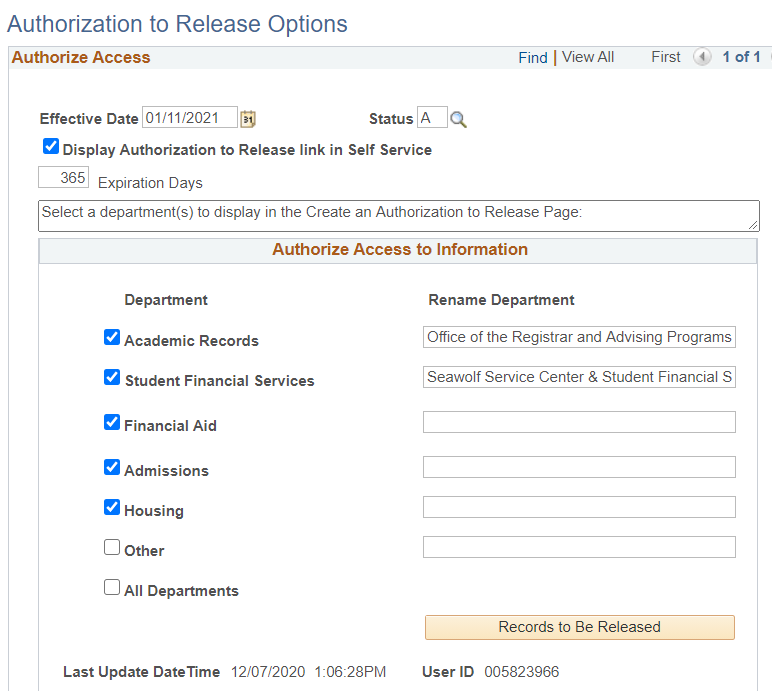 Authorization to Release Options
Authorize Access
Find | View All First 1 of 1
Effective Date 01/11/2021 31 Status A
Display Authorization to Release link in Self Service
365 Expiration Days
Select a department(s) to display in the Create an Authorization to Release Page:
Authorize Access to Information
Department Rename Department
Academic Records Office of the Registrar and Advising Programs
Student Financial Services Seawolf Service Center & Student Financial S
Financial Aid
Admissions
Housing
Other
All Departments
Records to Be Released
Last Update DateTime 12/07/2020 1:06:28PM User ID 005823966